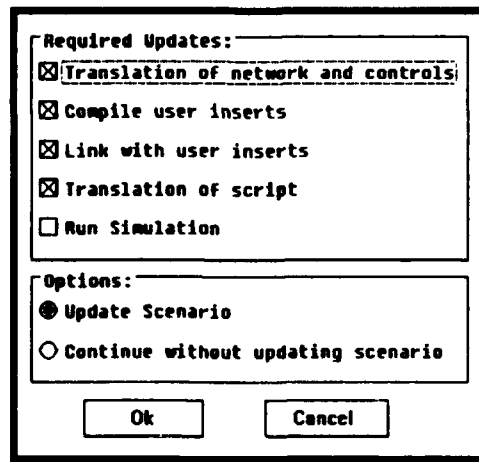 Required Updates:
Translation of network and controls
Compile user inserts
Link with user inserts
Translation of script
Run Simulation
Options:
Update Scenario
Continue without updating scenario
Ok
Cancel